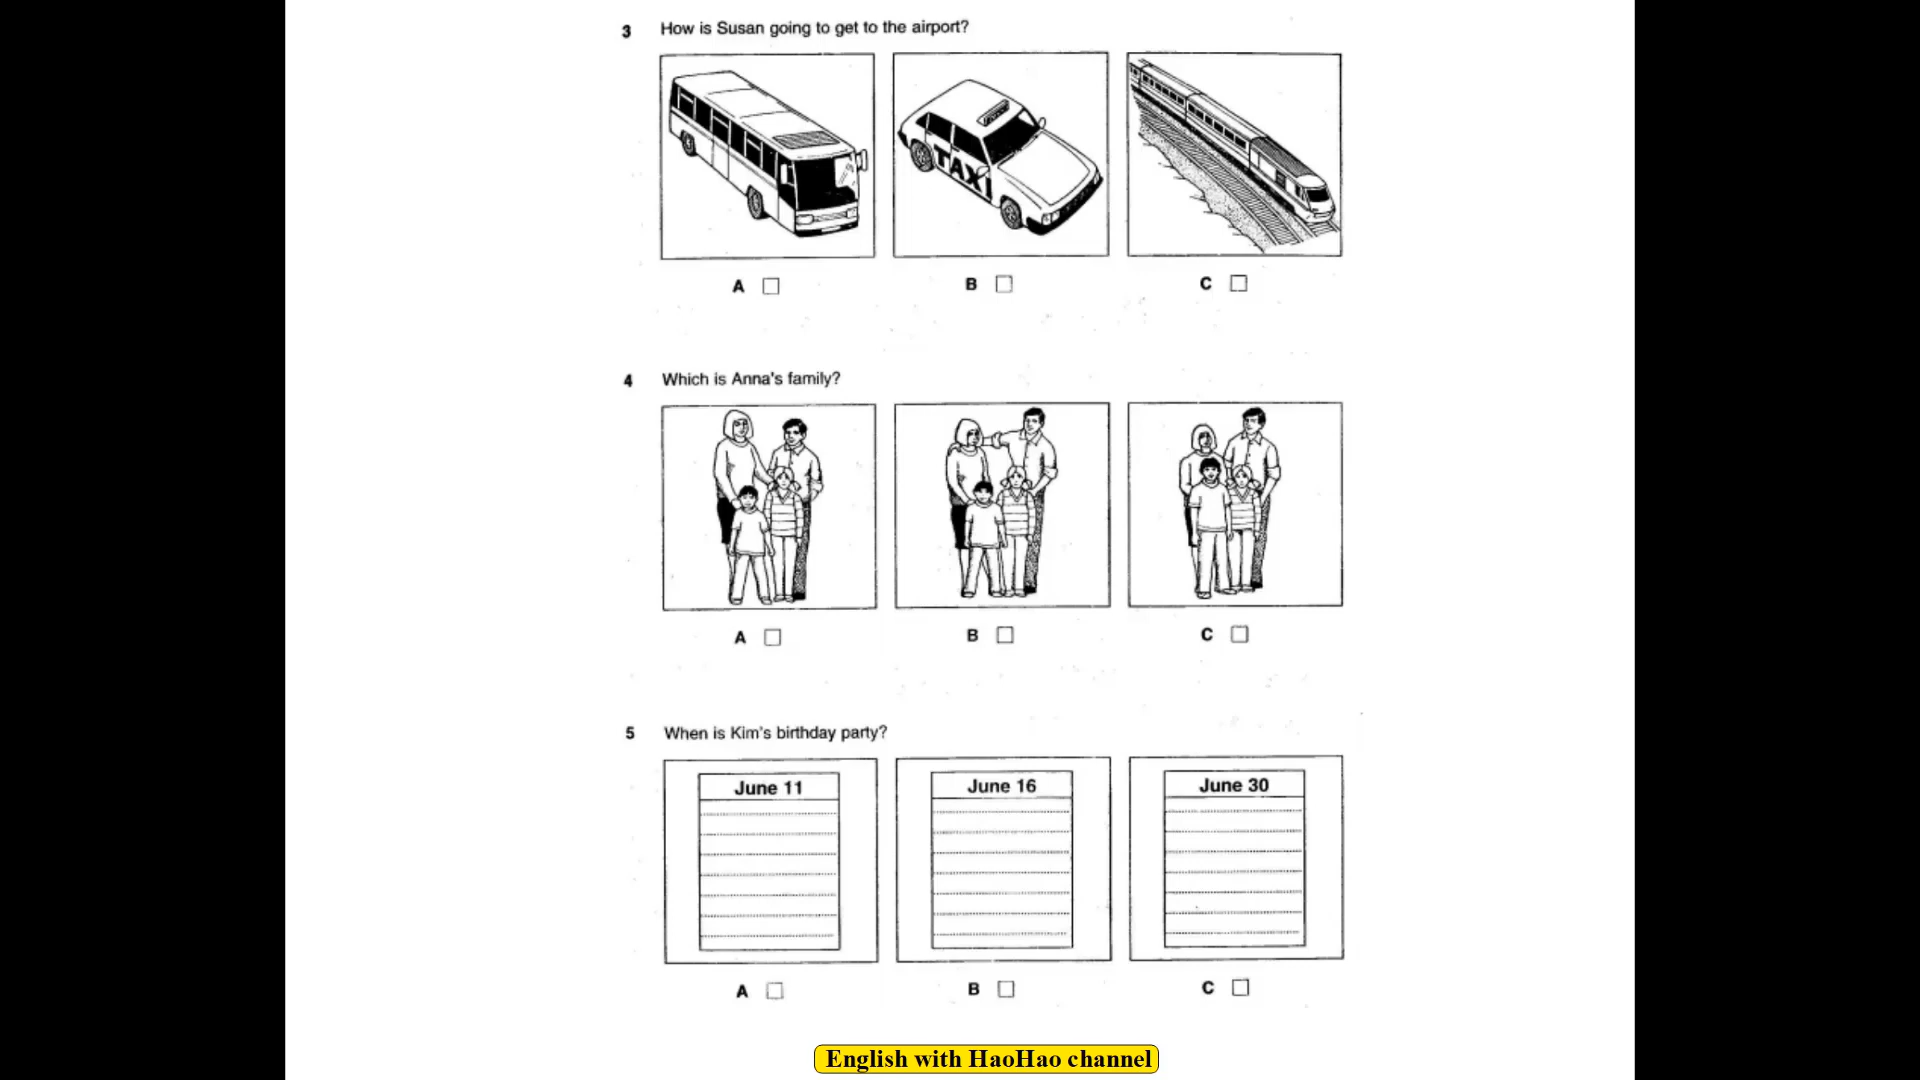 3 How is Susan going to get to the airport?
TAXI
A B C
4 Which is Anna's family?
A B C
5 When is Kim's birthday party?
June 11 June 16 June 30
A B C
English with HaoHao channel